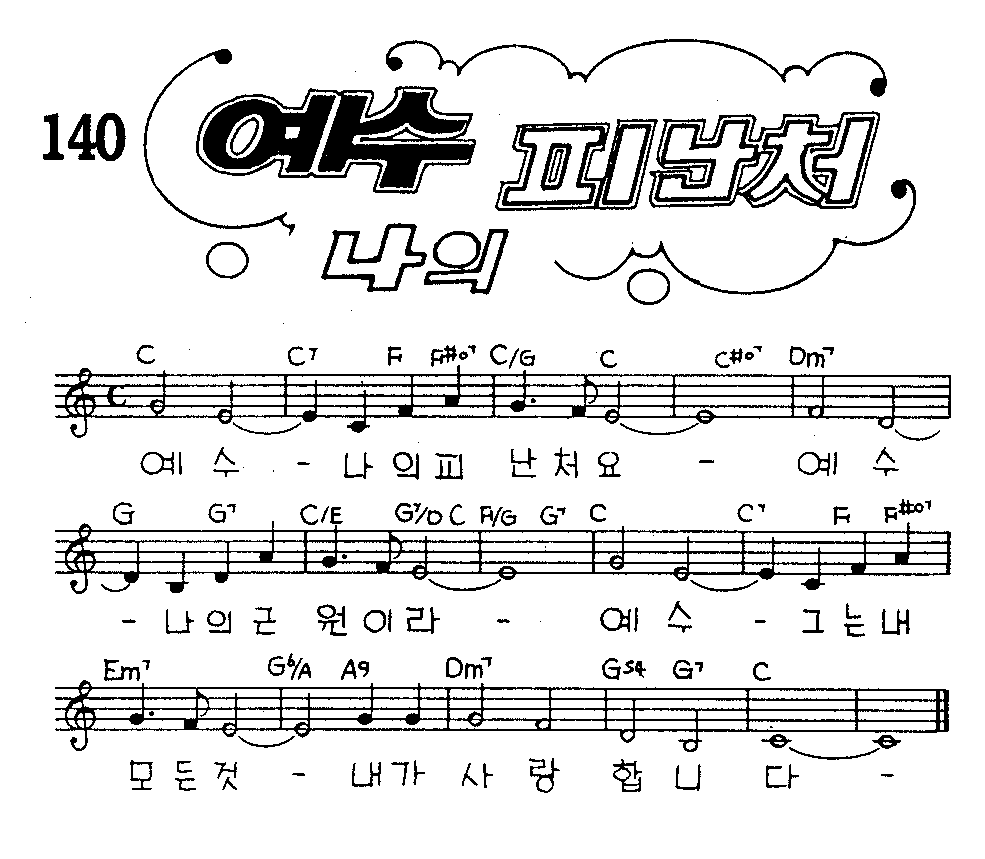 140
예수 피난처
나의
C C7 F F#o7 C/G C C#o7 Dm7
예 수 - 나 의 피 난 처 요 - 예 수
G G7 C/E G7/D C F/G G7 C C7 F F#o7
- 나 의 근 원 이 라 - 예 수 - 그 는 내
Em7 G6/A A9 Dm7 Gs4 G7 C
모 든 것 - 내 가 사 랑 합 니 다 -